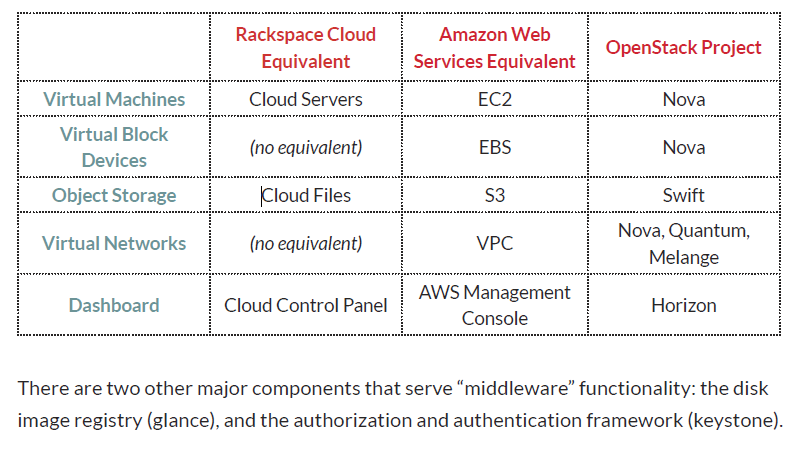 Rackspace Cloud Equivalent Amazon Web Services Equivalent OpenStack Project
Virtual Machines Cloud Servers EC2 Nova
Virtual Block Devices (no equivalent) EBS Nova
Object Storage Cloud Files S3 Swift
Virtual Networks (no equivalent) VPC Nova, Quantum, Melange
Dashboard Cloud Control Panel AWS Management Console Horizon
There are two other major components that serve “middleware” functionality: the disk
image registry (glance), and the authorization and authentication framework (keystone).